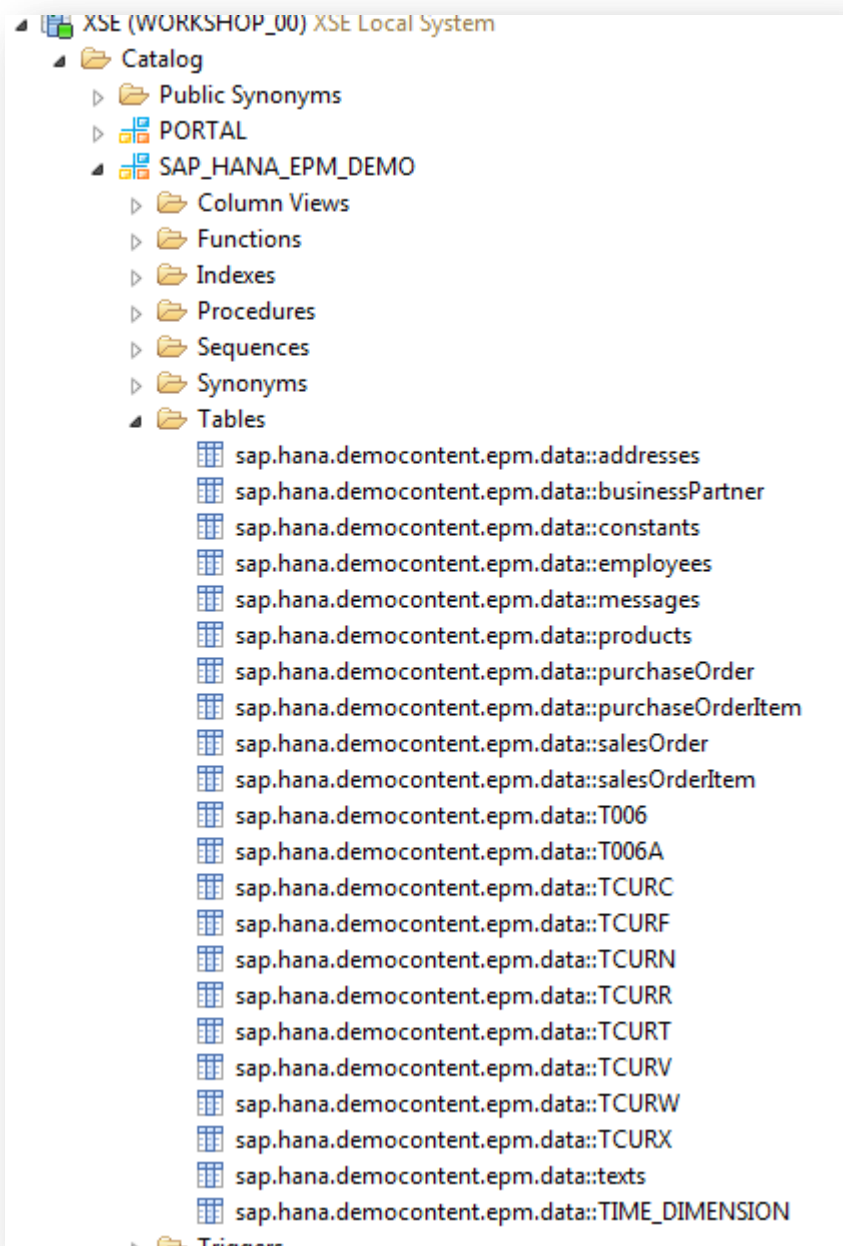 XSE (WORKSHOP_00) XSE Local System
Catalog
Public Synonyms
PORTAL
SAP_HANA_EPM_DEMO
Column Views
Functions
Indexes
Procedures
Sequences
Synonyms
Tables
sap.hana.democontent.epm.data::addresses
sap.hana.democontent.epm.data::businessPartner
sap.hana.democontent.epm.data::constants
sap.hana.democontent.epm.data::employees
sap.hana.democontent.epm.data::messages
sap.hana.democontent.epm.data::products
sap.hana.democontent.epm.data::purchaseOrder
sap.hana.democontent.epm.data::purchaseOrderItem
sap.hana.democontent.epm.data::salesOrder
sap.hana.democontent.epm.data::salesOrderItem
sap.hana.democontent.epm.data::T006
sap.hana.democontent.epm.data::T006A
sap.hana.democontent.epm.data::TCURC
sap.hana.democontent.epm.data::TCURF
sap.hana.democontent.epm.data::TCURN
sap.hana.democontent.epm.data::TCURR
sap.hana.democontent.epm.data::TCURT
sap.hana.democontent.epm.data::TCURV
sap.hana.democontent.epm.data::TCURW
sap.hana.democontent.epm.data::TCURX
sap.hana.democontent.epm.data::texts
sap.hana.democontent.epm.data::TIME_DIMENSION
Triggers